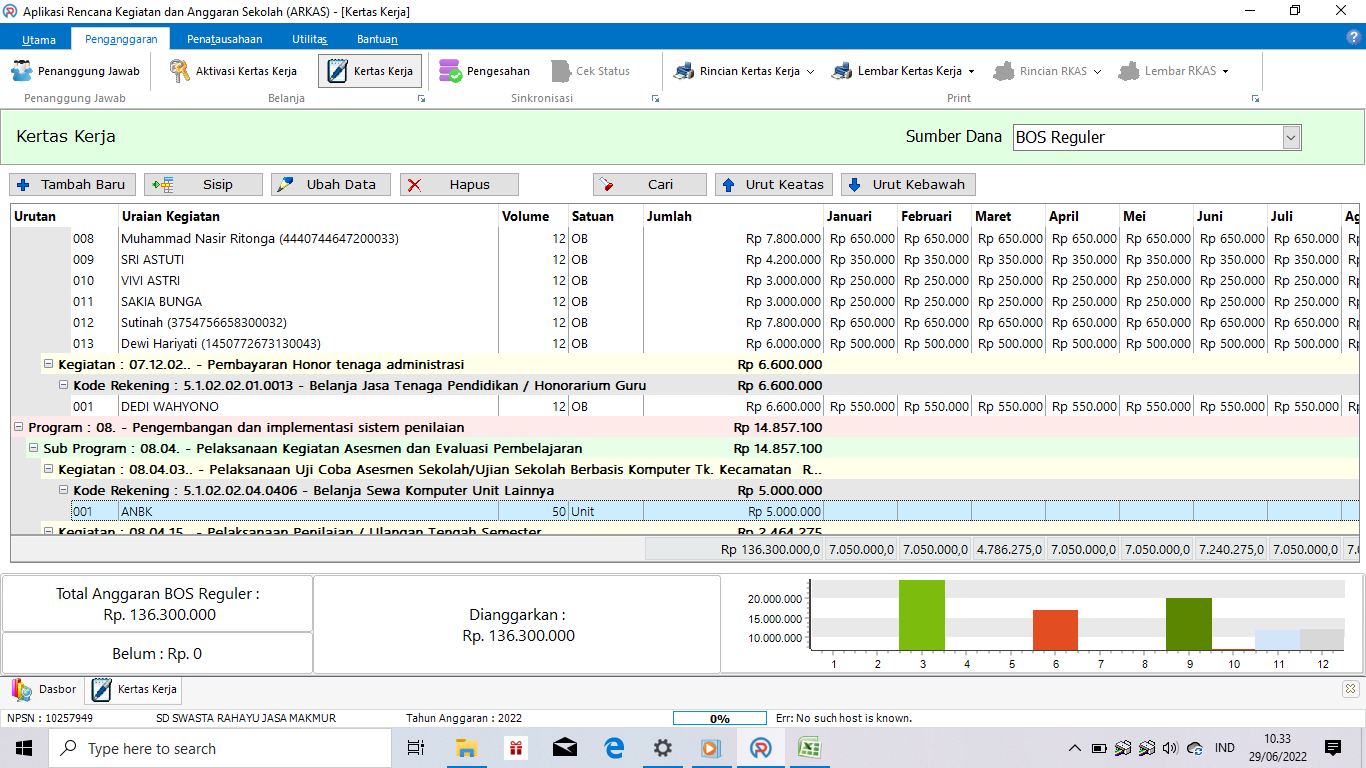 Aplikasi Rencana Kegiatan dan Anggaran Sekolah (ARKAS) - [Kertas Kerja]
Utama Penganggaran Penatausahaan Utilitas Bantuan
Penanggung Jawab Aktivasi Kertas Kerja Kertas Kerja Pengesahan Cek Status Rincian Kertas Kerja Lembar Kertas Kerja Rincian RKAS Lembar RKAS
Penanggung Jawab Belanja Sinkronisasi Print
Kertas Kerja Sumber Dana BOS Reguler
Tambah Baru Sisip Ubah Data Hapus Cari Urut Keatas Urut Kebawah
Urutan Uraian Kegiatan Volume Satuan Jumlah Januari Februari Maret April Mei Juni Juli Ag
008 Muhammad Nasir Ritonga (4440744647200033) 12 OB Rp 7.800.000 Rp 650.000 Rp 650.000 Rp 650.000 Rp 650.000 Rp 650.000 Rp 650.000 Rp 650.000 Rp
009 SRI ASTUTI 12 OB Rp 4.200.000 Rp 350.000 Rp 350.000 Rp 350.000 Rp 350.000 Rp 350.000 Rp 350.000 Rp 350.000 Rp
010 VIVI ASTRI 12 OB Rp 3.000.000 Rp 250.000 Rp 250.000 Rp 250.000 Rp 250.000 Rp 250.000 Rp 250.000 Rp 250.000 Rp
011 SAKIA BUNGA 12 OB Rp 3.000.000 Rp 250.000 Rp 250.000 Rp 250.000 Rp 250.000 Rp 250.000 Rp 250.000 Rp 250.000 Rp
012 Sutinah (3754756658300032) 12 OB Rp 7.800.000 Rp 650.000 Rp 650.000 Rp 650.000 Rp 650.000 Rp 650.000 Rp 650.000 Rp 650.000 Rp
013 Dewi Hariyati (1450772673130043) 12 OB Rp 6.000.000 Rp 500.000 Rp 500.000 Rp 500.000 Rp 500.000 Rp 500.000 Rp 500.000 Rp 500.000 Rp
Kegiatan : 07.12.02.. - Pembayaran Honor tenaga administrasi Rp 6.600.000
Kode Rekening : 5.1.02.02.01.0013 - Belanja Jasa Tenaga Pendidikan / Honorarium Guru Rp 6.600.000
001 DEDI WAHYONO 12 OB Rp 6.600.000 Rp 550.000 Rp 550.000 Rp 550.000 Rp 550.000 Rp 550.000 Rp 550.000 Rp 550.000 Rp
Program : 08. - Pengembangan dan implementasi sistem penilaian Rp 14.857.100
Sub Program : 08.04. - Pelaksanaan Kegiatan Asesmen dan Evaluasi Pembelajaran Rp 14.857.100
Kegiatan : 08.04.03.. - Pelaksanaan Uji Coba Asesmen Sekolah/Ujian Sekolah Berbasis Komputer Tk. Kecamatan R...
Kode Rekening : 5.1.02.02.04.0406 - Belanja Sewa Komputer Unit Lainnya Rp 5.000.000
001 ANBK 50 Unit Rp 5.000.000
Kegiatan : 08.04.15.. - Pelaksanaan Penilaian / Ulangan Tengah Semester Rp 2.464.275
Rp 136.300.000,0 7.050.000,0 7.050.000,0 4.786.275,0 7.050.000,0 7.050.000,0 7.240.275,0 7.050.000,0 7.0
Total Anggaran BOS Reguler :
Rp. 136.300.000
Belum : Rp. 0
Dianggarkan :
Rp. 136.300.000
20.000.000
15.000.000
10.000.000
1 2 3 4 5 6 7 8 9 10 11 12
Dasbor Kertas Kerja
NPSN : 10257949 SD SWASTA RAHAYU JASA MAKMUR Tahun Anggaran : 2022 0% Err: No such host is known.
Type here to search IND 10.33
29/06/2022